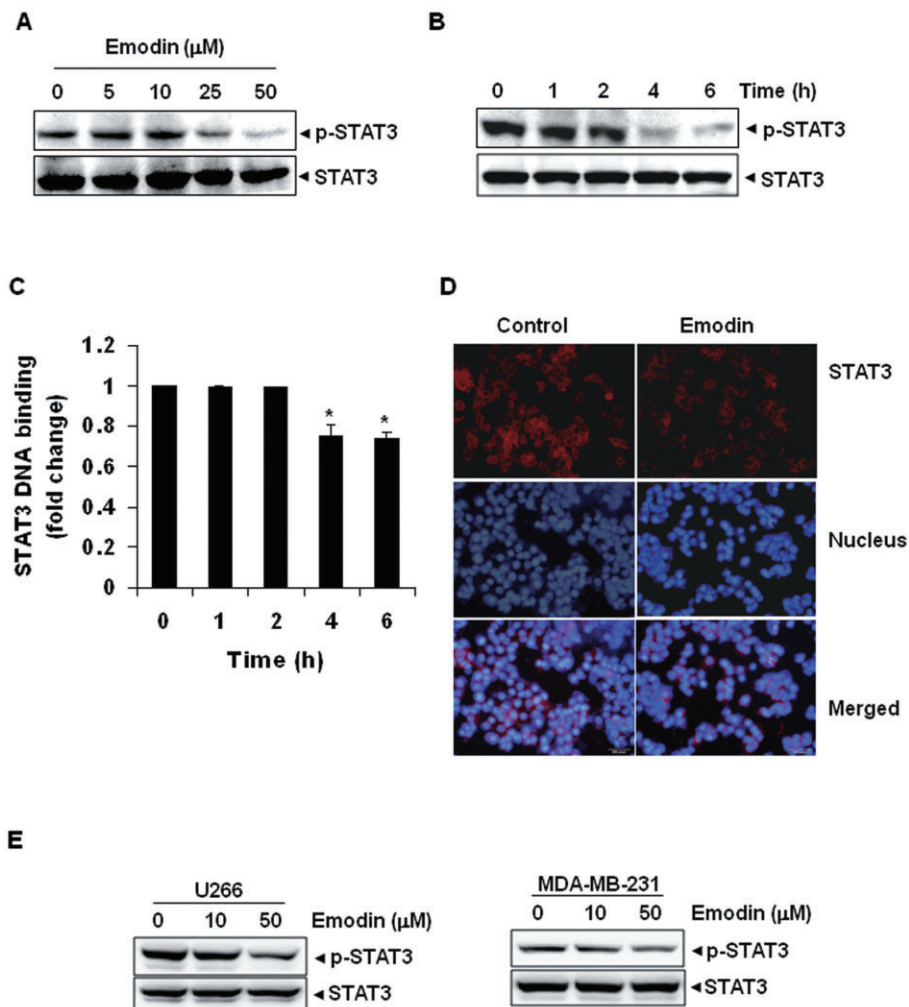 A
Emodin (μM)
0 5 10 25 50
p-STAT3
STAT3
B
0 1 2 4 6 Time (h)
p-STAT3
STAT3
C
STAT3 DNA binding
(fold change)
1.2
1
0.8
0.6
0.4
0.2
0
* *
0 1 2 4 6
Time (h)
D
Control Emodin
STAT3
Nucleus
Merged
E
U266
0 10 50 Emodin (μM)
p-STAT3
STAT3
MDA-MB-231
0 10 50 Emodin (μM)
p-STAT3
STAT3